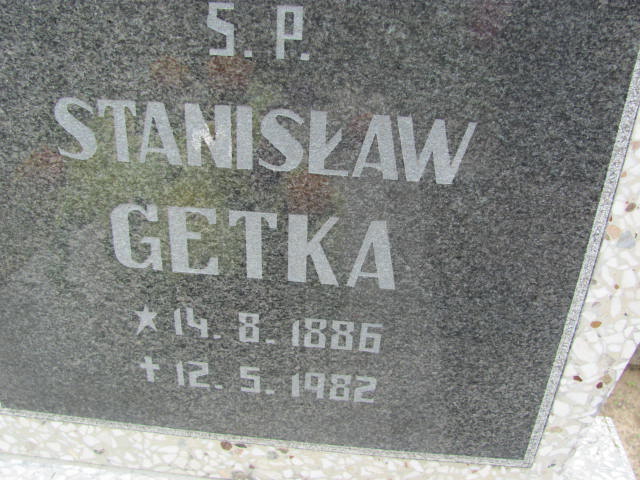 Ś. P.
STANISŁAW
GETKA
★ 14. 8. 1886
✝ 12. 5. 1982